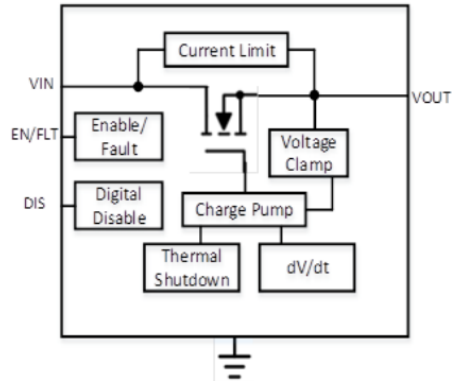 Current Limit
VIN
VOUT
EN/FLT
Enable/
Fault
Voltage
Clamp
DIS
Digital
Disable
Charge Pump
Thermal
Shutdown
dV/dt